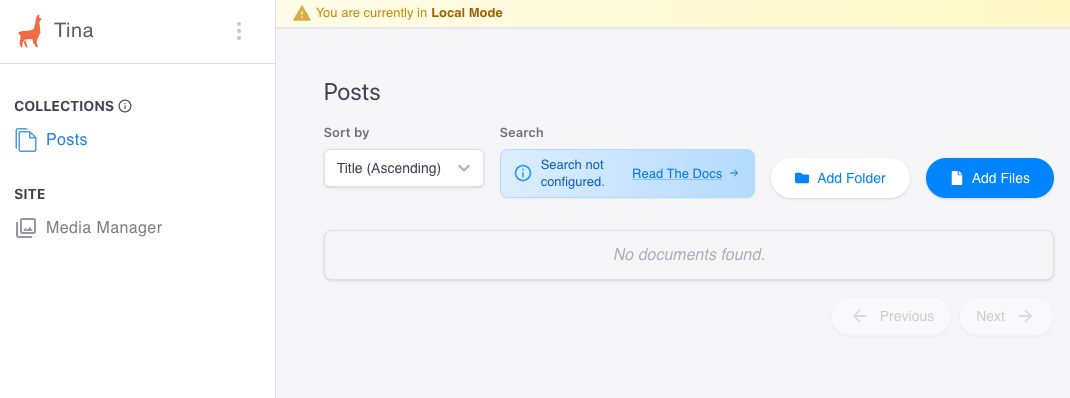 Tina
You are currently in Local Mode
COLLECTIONS
Posts
SITE
Media Manager
Posts
Sort by
Title (Ascending)
Search
Search not
configured.
Read The Docs
Add Folder
Add Files
No documents found.
Previous
Next